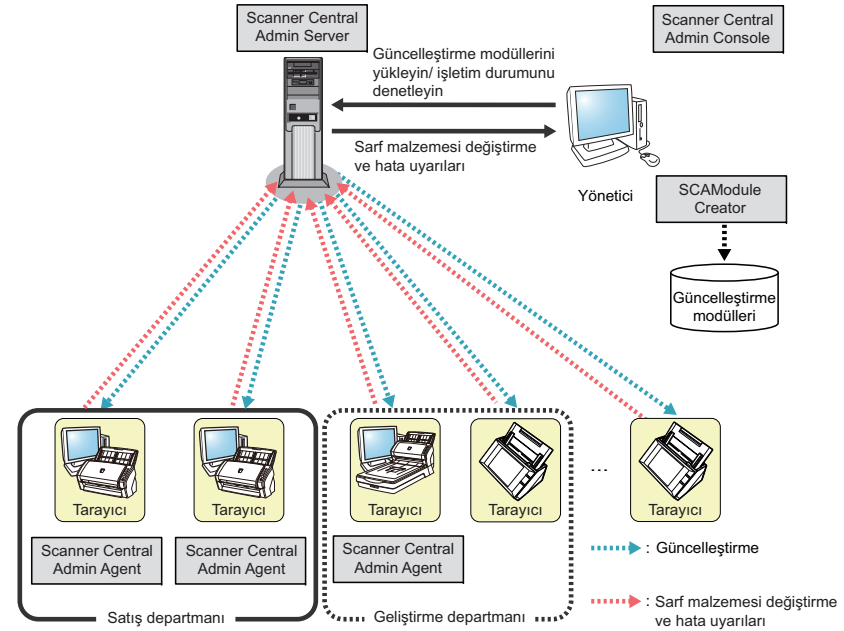 Scanner Central
Admin Server
Scanner Central
Admin Console
Güncelleştirme modüllerini
yükleyin/ işletim durumunu
denetleyin
Sarf malzemesi değiştirme
ve hata uyarıları
Yönetici
SCAModule
Creator
Güncelleştirme
modülleri
Tarayıcı
Tarayıcı
Tarayıcı
Tarayıcı
...
Tarayıcı
Scanner Central
Admin Agent
Scanner Central
Admin Agent
Scanner Central
Admin Agent
: Güncelleştirme
: Sarf malzemesi değiştirme
ve hata uyarıları
Satış departmanı
Geliştirme departmanı